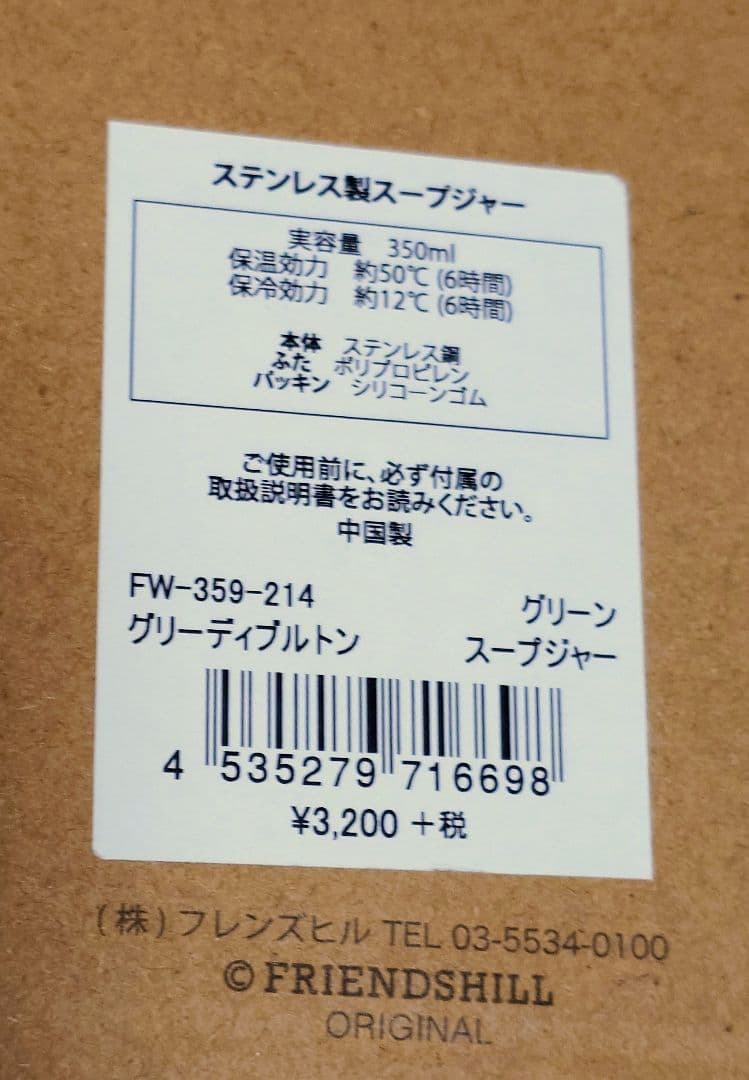 ステンレス製スープジャー
実容量 350ml
保温効力 約50℃(6時間)
保冷効力 約12℃(6時間)
本体 ステンレス鋼
ふた ポリプロピレン
パッキン シリコーンゴム
ご使用前に、必ず付属の
取扱説明書をお読みください。
中国製
FW-359-214 グリーン
グリーディブルトン スープジャー
4 535279 716698
¥3,200 +税
(株)フレンズヒル TEL 03-5534-0100
©FRIENDSHILL
ORIGINAL